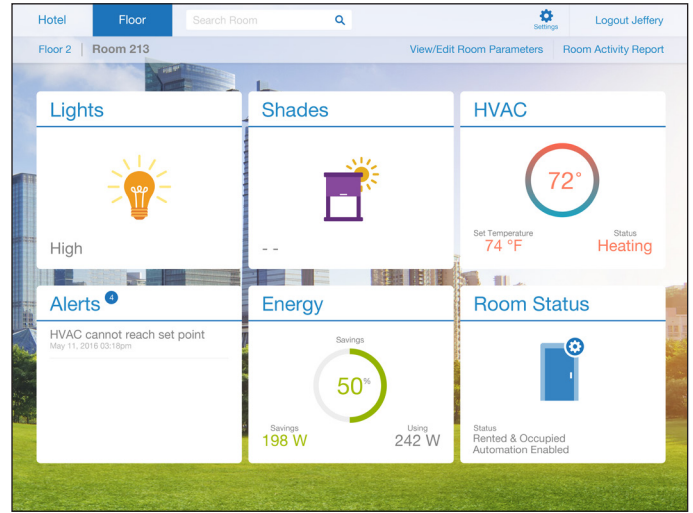 Hotel
Floor
Search Room
Settings
Logout Jeffery
Floor 2 | Room 213
View/Edit Room Parameters
Room Activity Report
Lights
High
Shades
- -
HVAC
72°
Set Temperature
74 °F
Status
Heating
Alerts 4
HVAC cannot reach set point
May 11, 2016 03:18pm
Energy
Savings
50%
Savings
198 W
Using
242 W
Room Status
Status
Rented & Occupied
Automation Enabled